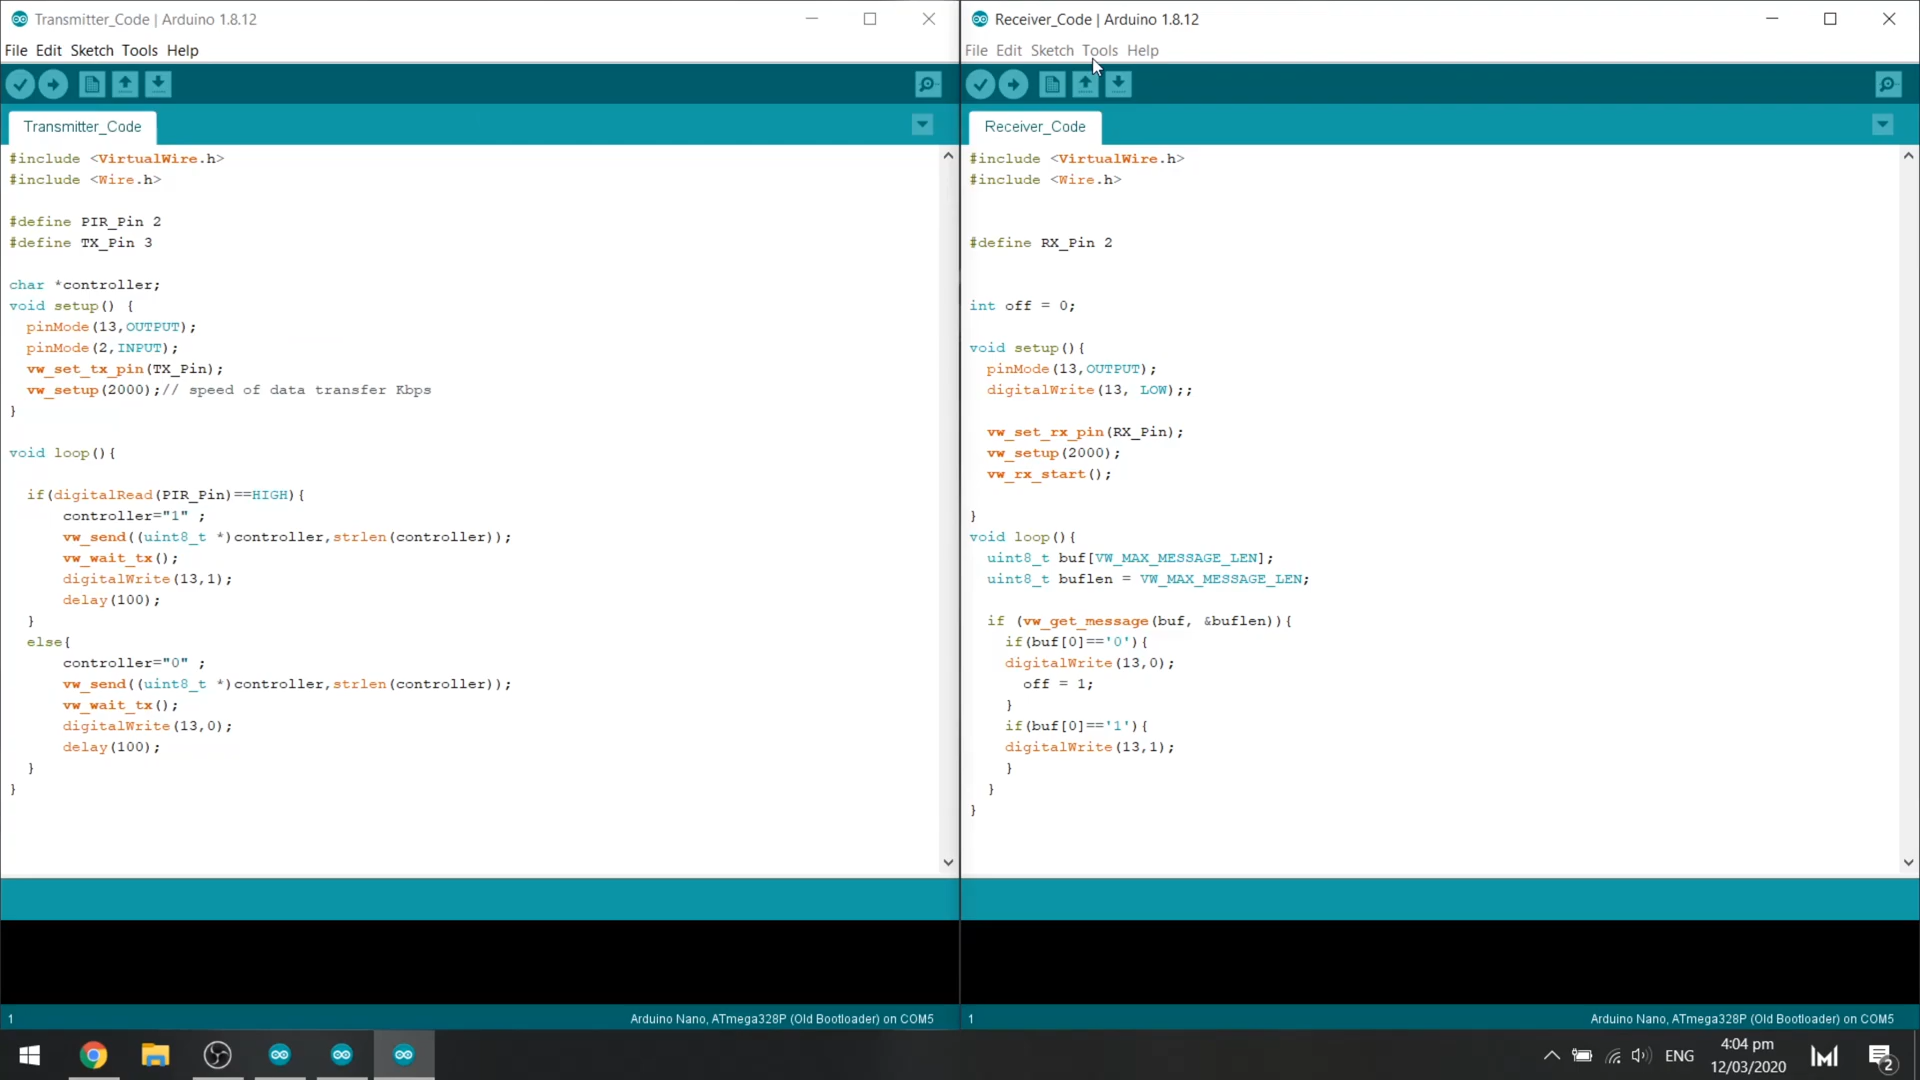 Transmitter_Code | Arduino 1.8.12
File Edit Sketch Tools Help
Transmitter_Code
#include <VirtualWire.h>
#include <Wire.h>
#define PIR_Pin 2
#define TX_Pin 3
char *controller;
void setup() {
pinMode(13,OUTPUT);
pinMode(2,INPUT);
vw_set_tx_pin(TX_Pin);
vw_setup(2000);// speed of data transfer Kbps
}
void loop(){
if(digitalRead(PIR_Pin)==HIGH){
controller="1" ;
vw_send((uint8_t *)controller,strlen(controller));
vw_wait_tx();
digitalWrite(13,1);
delay(100);
}
else{
controller="0" ;
vw_send((uint8_t *)controller,strlen(controller));
vw_wait_tx();
digitalWrite(13,0);
delay(100);
}
}
1
Arduino Nano, ATmega328P (Old Bootloader) on COM5
Receiver_Code | Arduino 1.8.12
File Edit Sketch Tools Help
Receiver_Code
#include <VirtualWire.h>
#include <Wire.h>
#define RX_Pin 2
int off = 0;
void setup(){
pinMode(13,OUTPUT);
digitalWrite(13, LOW);;
vw_set_rx_pin(RX_Pin);
vw_setup(2000);
vw_rx_start();
}
void loop(){
uint8_t buf[VW_MAX_MESSAGE_LEN];
uint8_t buflen = VW_MAX_MESSAGE_LEN;
if (vw_get_message(buf, &buflen)){
if(buf[0]=='0'){
digitalWrite(13,0);
off = 1;
}
if(buf[0]=='1'){
digitalWrite(13,1);
}
}
}
1
Arduino Nano, ATmega328P (Old Bootloader) on COM5
ENG
4:04 pm
12/03/2020
2